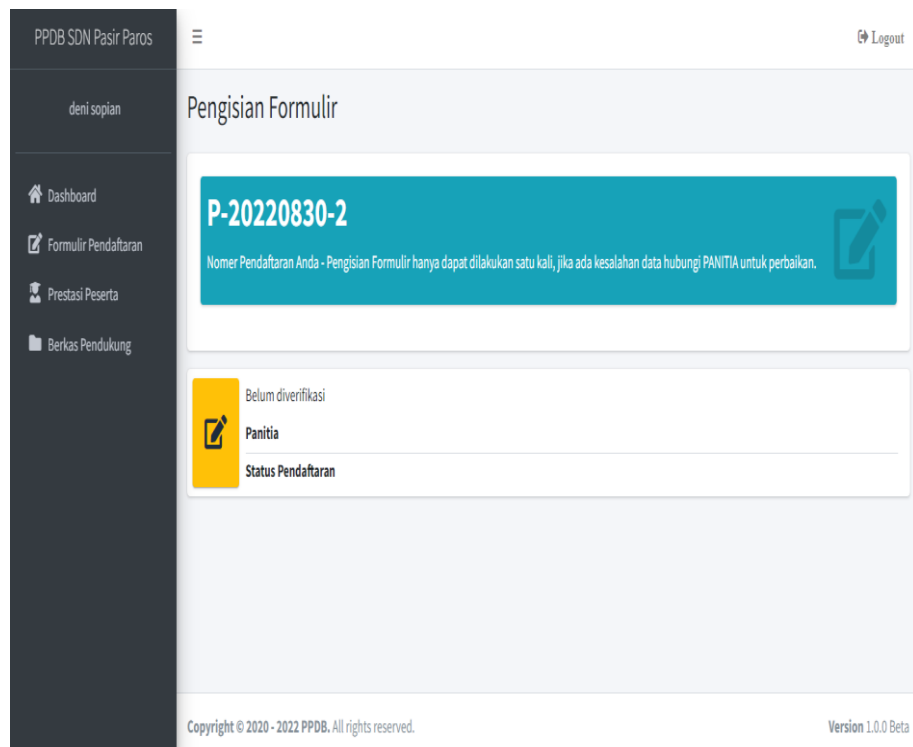 PPDB SDN Pasir Paros
Logout
deni sopian
Dashboard
Formulir Pendaftaran
Prestasi Peserta
Berkas Pendukung
Pengisian Formulir
P-20220830-2
Nomer Pendaftaran Anda - Pengisian Formulir hanya dapat dilakukan satu kali, jika ada kesalahan data hubungi PANITIA untuk perbaikan.
Belum diverifikasi
Panitia
Status Pendaftaran
Copyright © 2020 - 2022 PPDB. All rights reserved.
Version 1.0.0 Beta